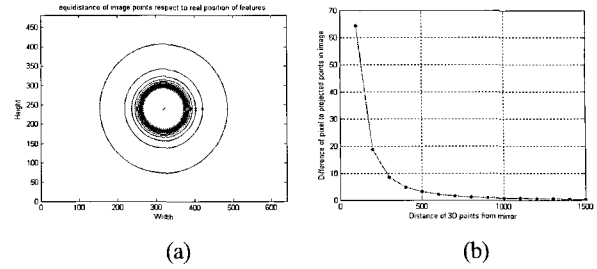 equidistance of image points respect to real position of features
450
400
350
300
250
200
150
100
50
0
Height
0 100 200 300 400 500 600
Width
(a)
70
60
50
40
30
20
10
0
Difference of pixel to projected points in image
0 500 1000 1500
Distance of 3D points from mirror
(b)